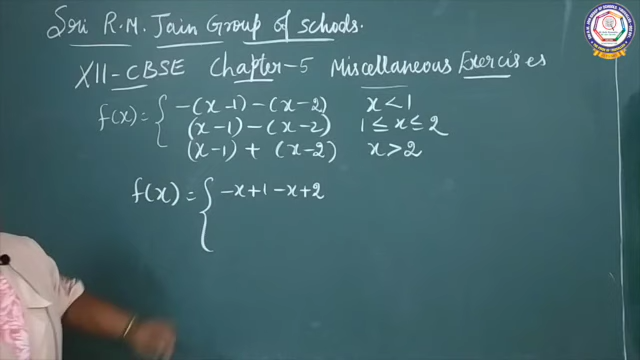 Sri R.M. Jain Group of schools.
XII-CBSE Chapter-5 Miscellaneous Exercises
f(x)= { -(x-1)-(x-2) x<1
(x-1)-(x-2) 1≤x≤2
(x-1)+(x-2) x>2
f(x)= { -x+1-x+2